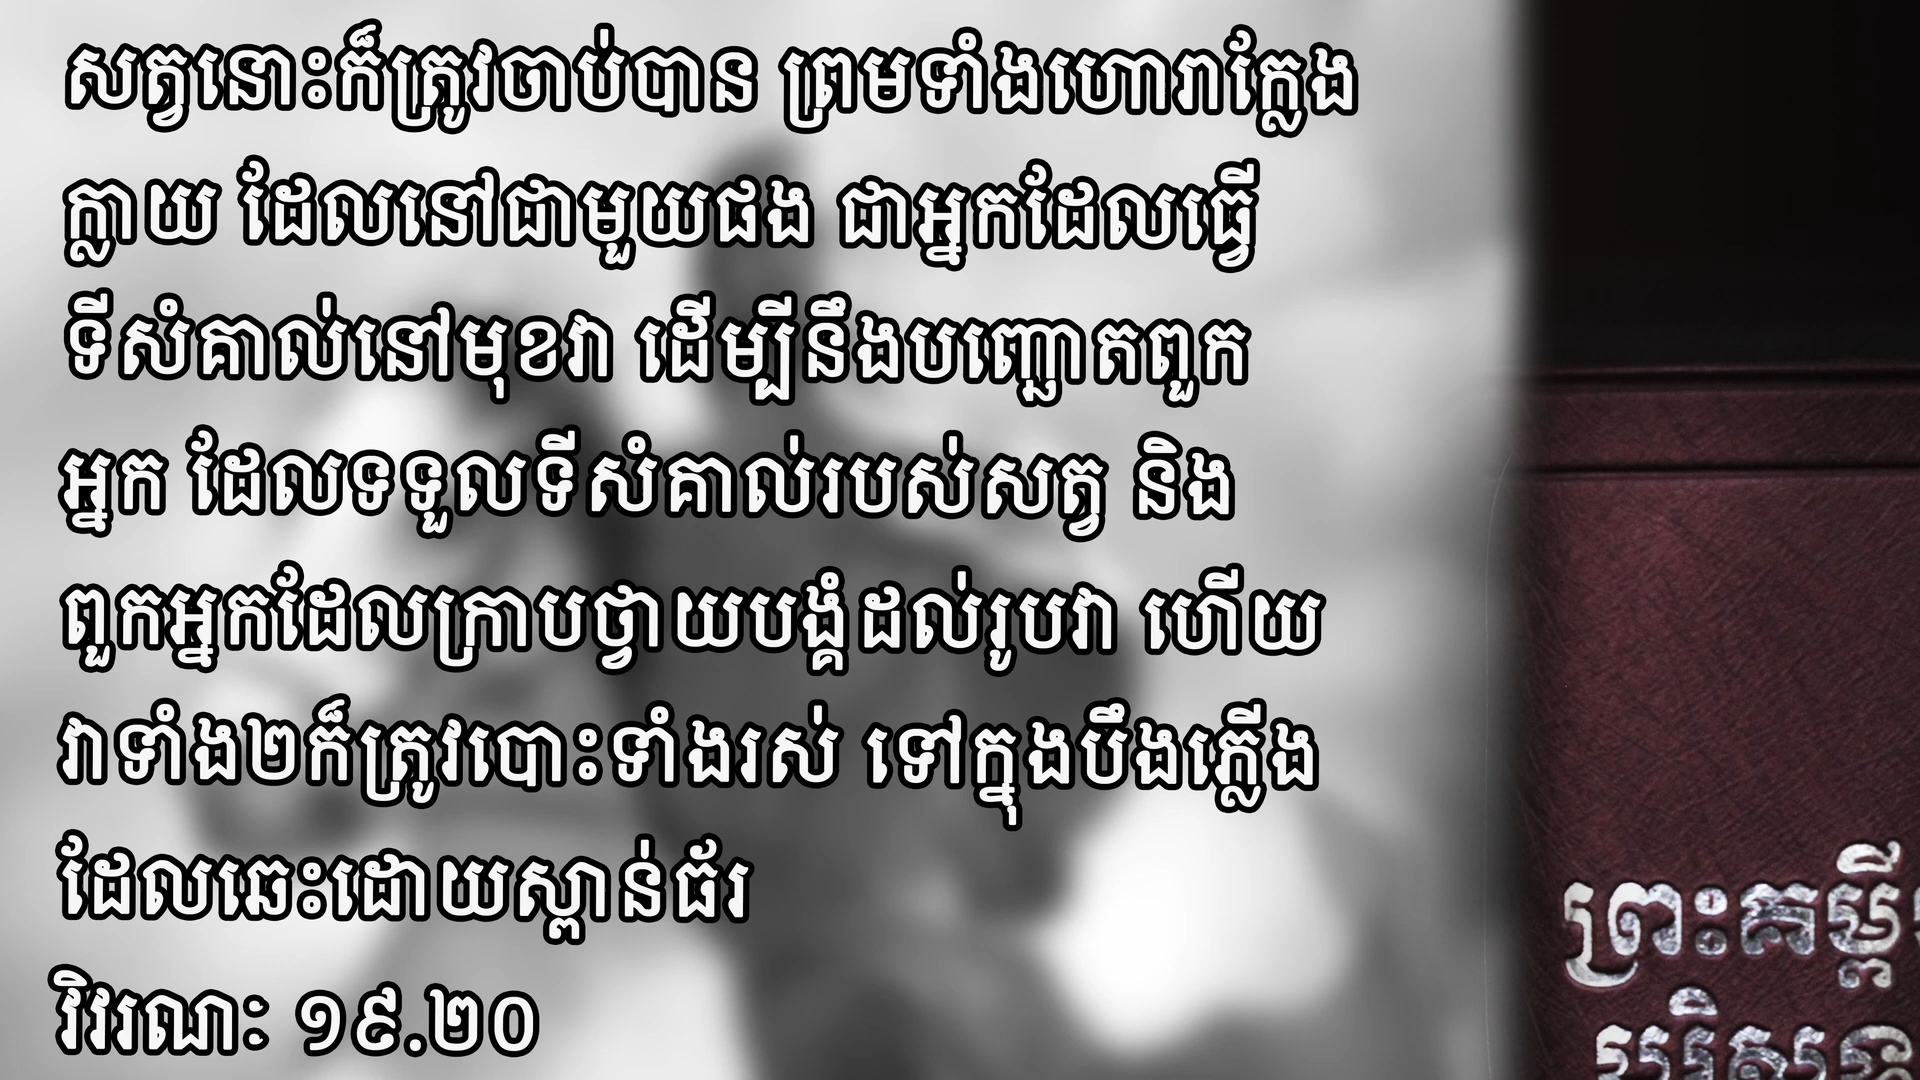 សត្វនោះក៏ត្រូវចាប់បាន ព្រមទាំងហោរាក្លែង
ក្លាយ ដែលនៅជាមួយផង ជាអ្នកដែលធ្វើ
ទីសំគាល់នៅមុខវា ដើម្បីនឹងបញ្ឆោតពួក
អ្នក ដែលទទួលទីសំគាល់របស់សត្វ និង
ពួកអ្នកដែលក្រាបថ្វាយបង្គំដល់រូបវា ហើយ
វាទាំង២ក៏ត្រូវបោះទាំងរស់ ទៅក្នុងបឹងភ្លើង
ដែលឆេះដោយស្ពាន់ធ័រ
វិវរណៈ ១៩.២០
ព្រះគម្ពី